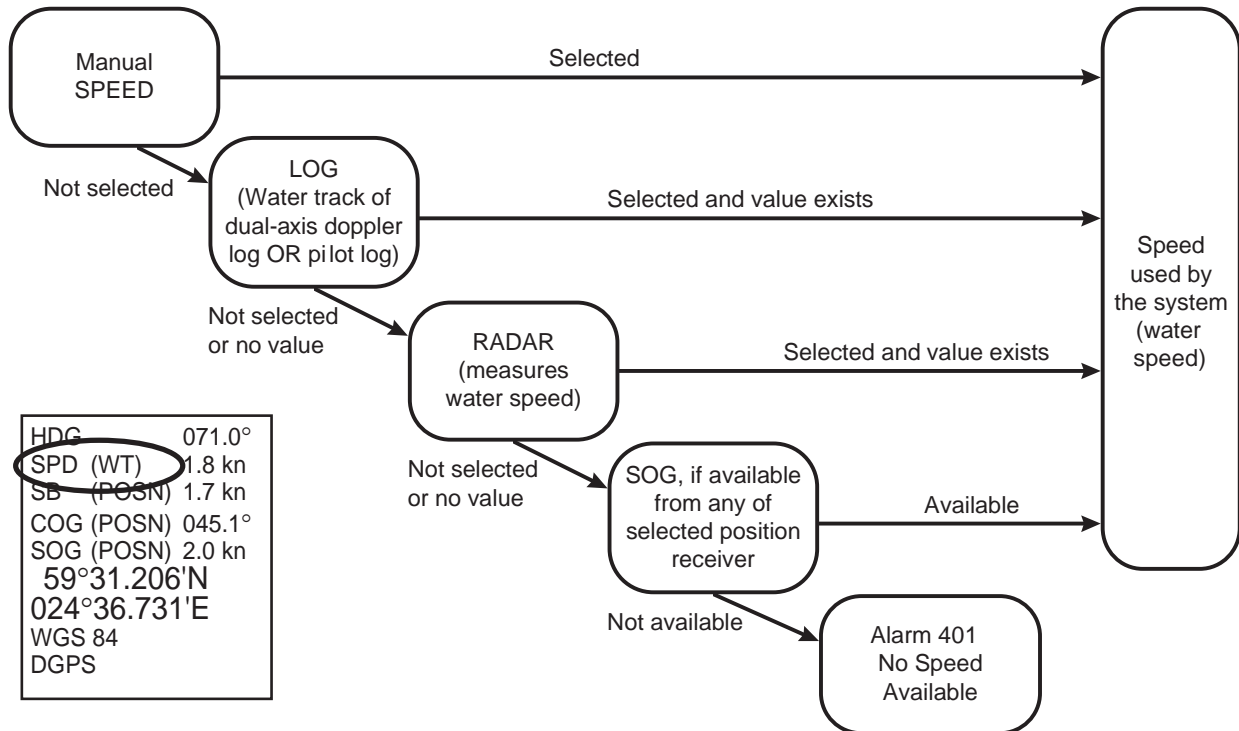 Manual
SPEED
Selected
Not selected
LOG
(Water track of
dual-axis doppler
log OR pilot log)
Selected and value exists
Not selected
or no value
RADAR
(measures
water speed)
Selected and value exists
Not selected
or no value
SOG, if available
from any of
selected position
receiver
Available
Not available
Alarm 401
No Speed
Available
Speed
used by
the system
(water
speed)
HDG 071.0°
SPD (WT) 1.8 kn
SB (POSN) 1.7 kn
COG (POSN) 045.1°
SOG (POSN) 2.0 kn
59°31.206'N
024°36.731'E
WGS 84
DGPS